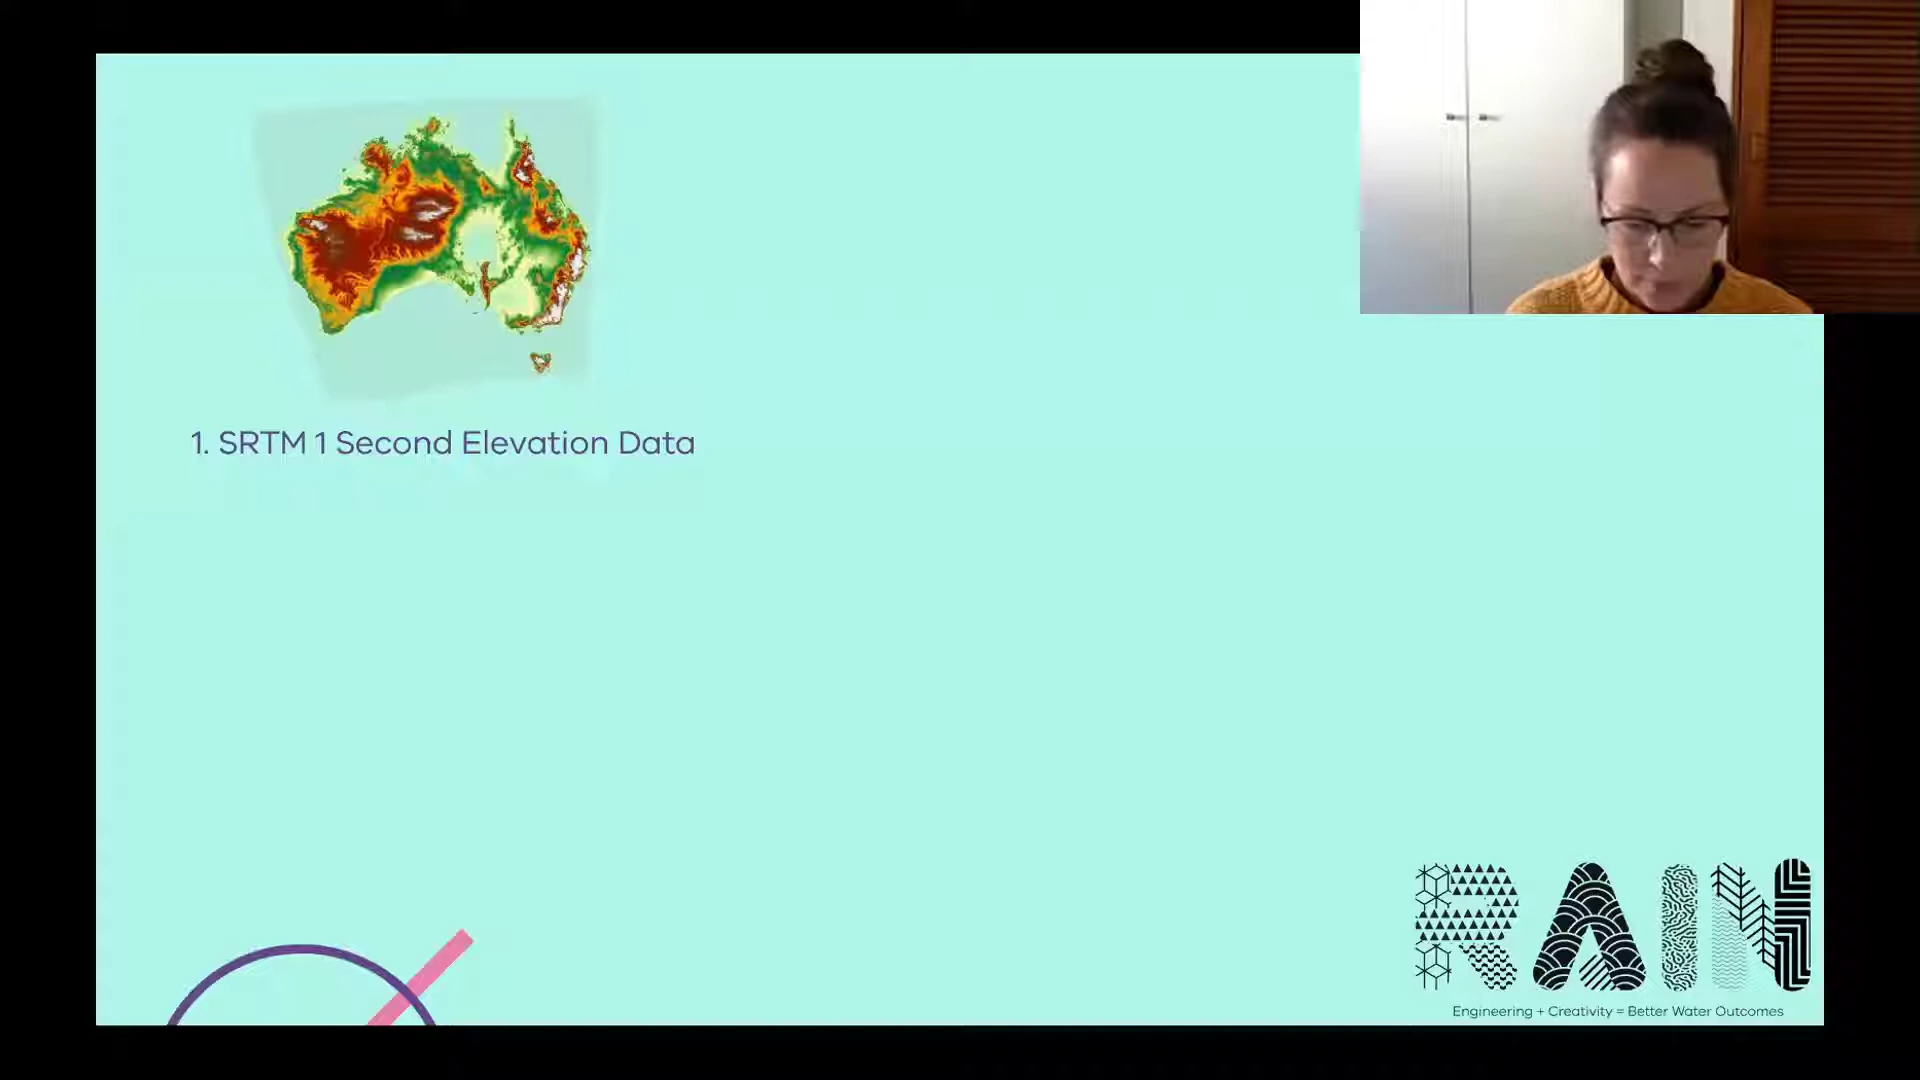 1. SRTM 1 Second Elevation Data
RAIN
Engineering + Creativity = Better Water Outcomes